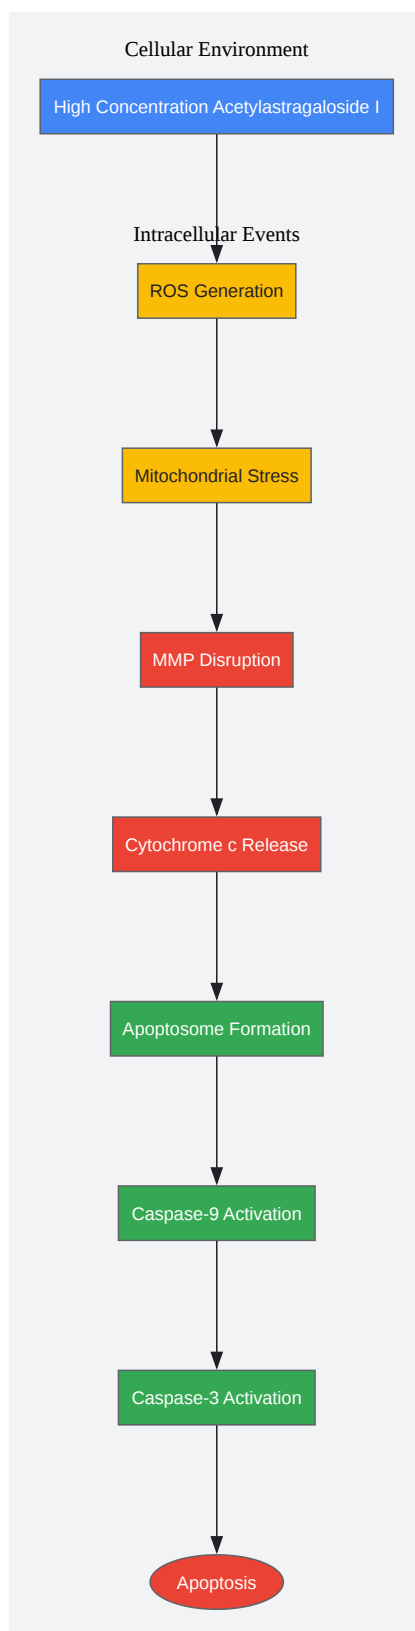 Cellular Environment
High Concentration Acetylastragaloside I
Intracellular Events
ROS Generation
Mitochondrial Stress
MMP Disruption
Cytochrome c Release
Apoptosome Formation
Caspase-9 Activation
Caspase-3 Activation
Apoptosis